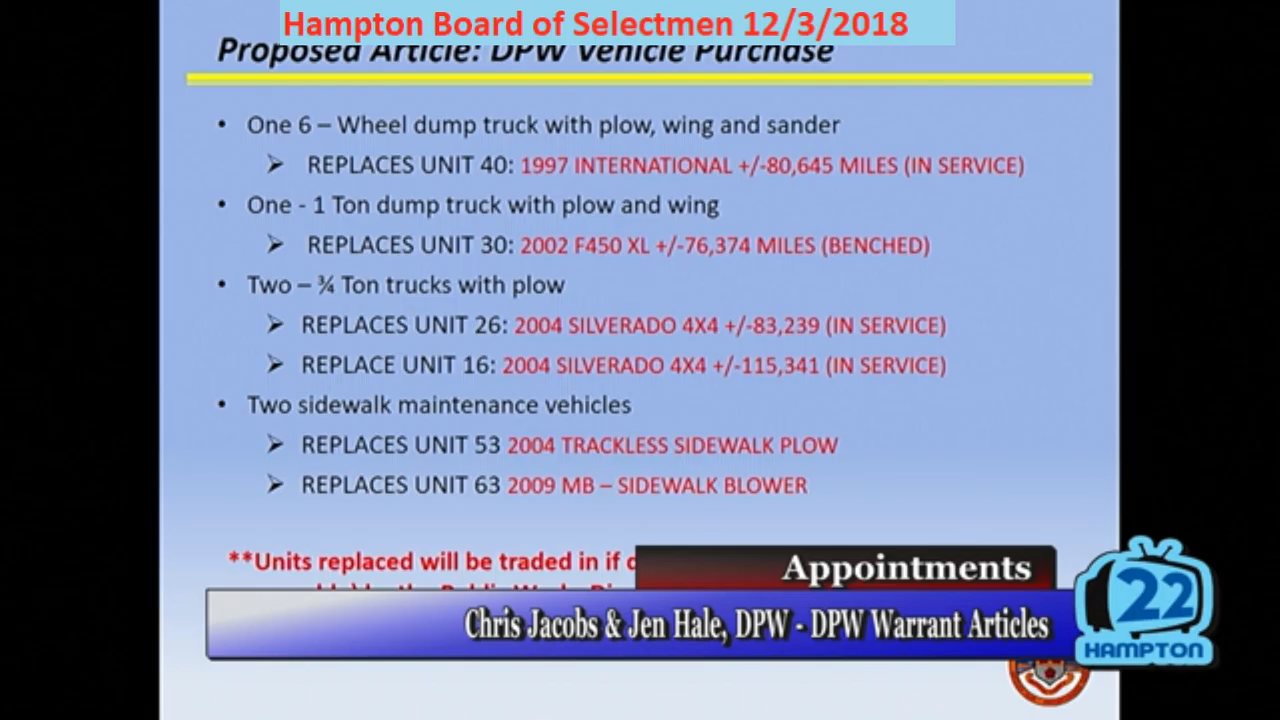 Hampton Board of Selectmen 12/3/2018
Proposed Article: DPW Vehicle Purchase
• One 6 – Wheel dump truck with plow, wing and sander
➢ REPLACES UNIT 40: 1997 INTERNATIONAL +/-80,645 MILES (IN SERVICE)
• One - 1 Ton dump truck with plow and wing
➢ REPLACES UNIT 30: 2002 F450 XL +/-76,374 MILES (BENCHED)
• Two – ¾ Ton trucks with plow
➢ REPLACES UNIT 26: 2004 SILVERADO 4X4 +/-83,239 (IN SERVICE)
➢ REPLACE UNIT 16: 2004 SILVERADO 4X4 +/-115,341 (IN SERVICE)
• Two sidewalk maintenance vehicles
➢ REPLACES UNIT 53 2004 TRACKLESS SIDEWALK PLOW
➢ REPLACES UNIT 63 2009 MB – SIDEWALK BLOWER
**Units replaced will be traded in if
Appointments
Chris Jacobs & Jen Hale, DPW - DPW Warrant Articles
22
HAMPTON